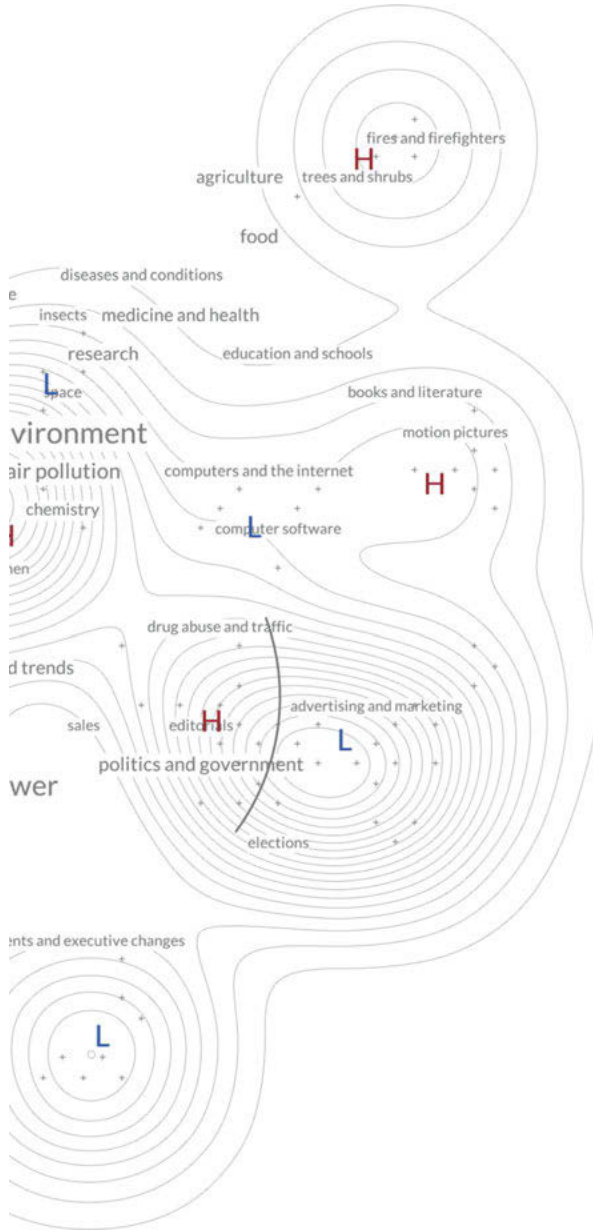 fires and firefighters
H
agriculture
trees and shrubs
food
diseases and conditions
e
insects
medicine and health
research
education and schools
L
space
books and literature
vironment
motion pictures
air pollution
computers and the internet
H
chemistry
L
computer software
H
nen
drug abuse and traffic
d trends
advertising and marketing
H
sales
editorials
L
politics and government
wer
elections
ents and executive changes
L